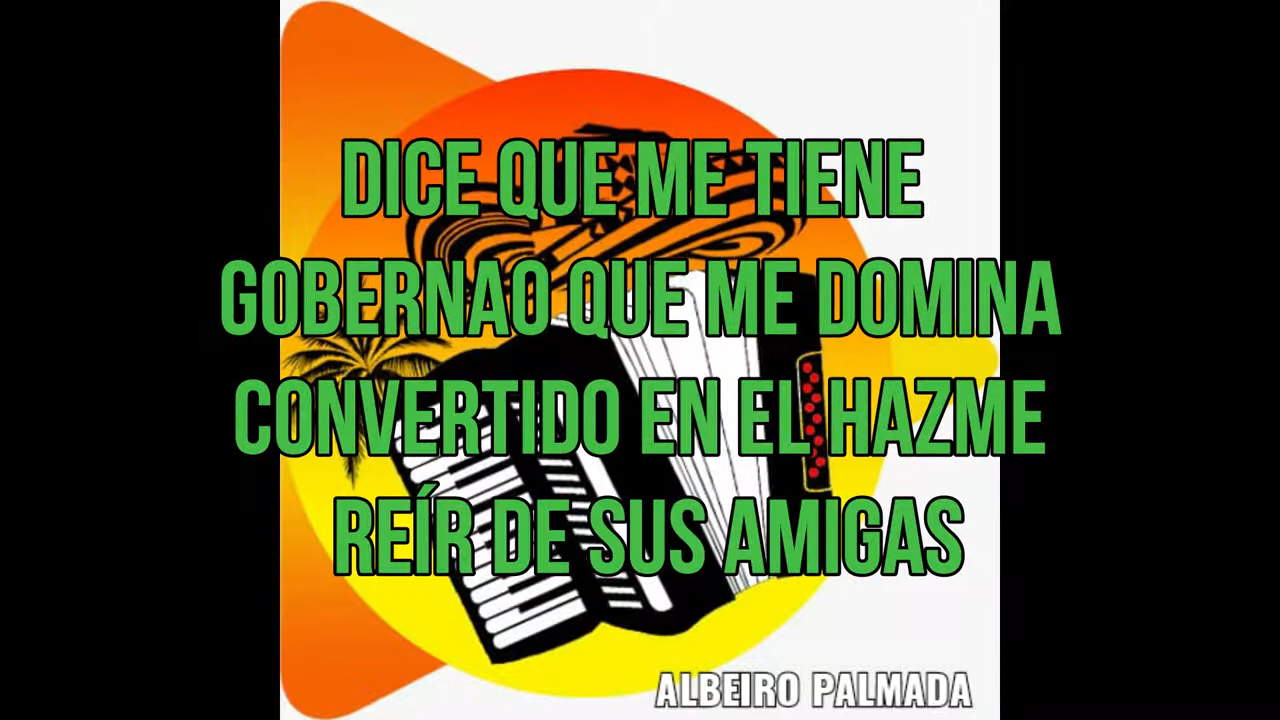 DICE QUE ME TIENE
GOBERNAO QUE ME DOMINA
CONVERTIDO EN EL HAZME
REÍR DE SUS AMIGAS
ALBEIRO PALMADA